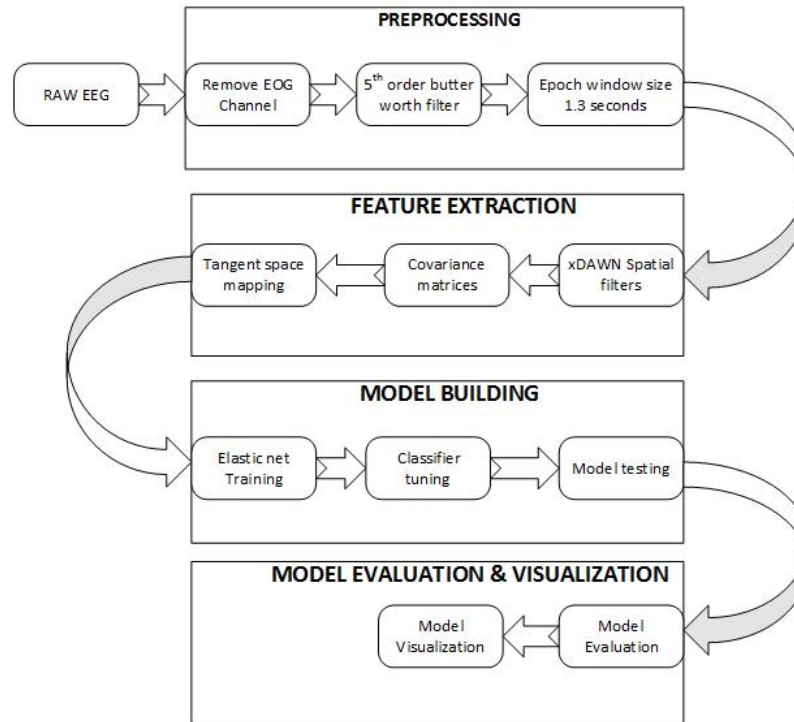 PREPROCESSING
RAW EEG
Remove EOG
Channel
5th order butter
worth filter
Epoch window size
1.3 seconds
FEATURE EXTRACTION
Tangent space
mapping
Covariance
matrices
xDAWN Spatial
filters
MODEL BUILDING
Elastic net
Training
Classifier
tuning
Model testing
MODEL EVALUATION & VISUALIZATION
Model
Visualization
Model
Evaluation